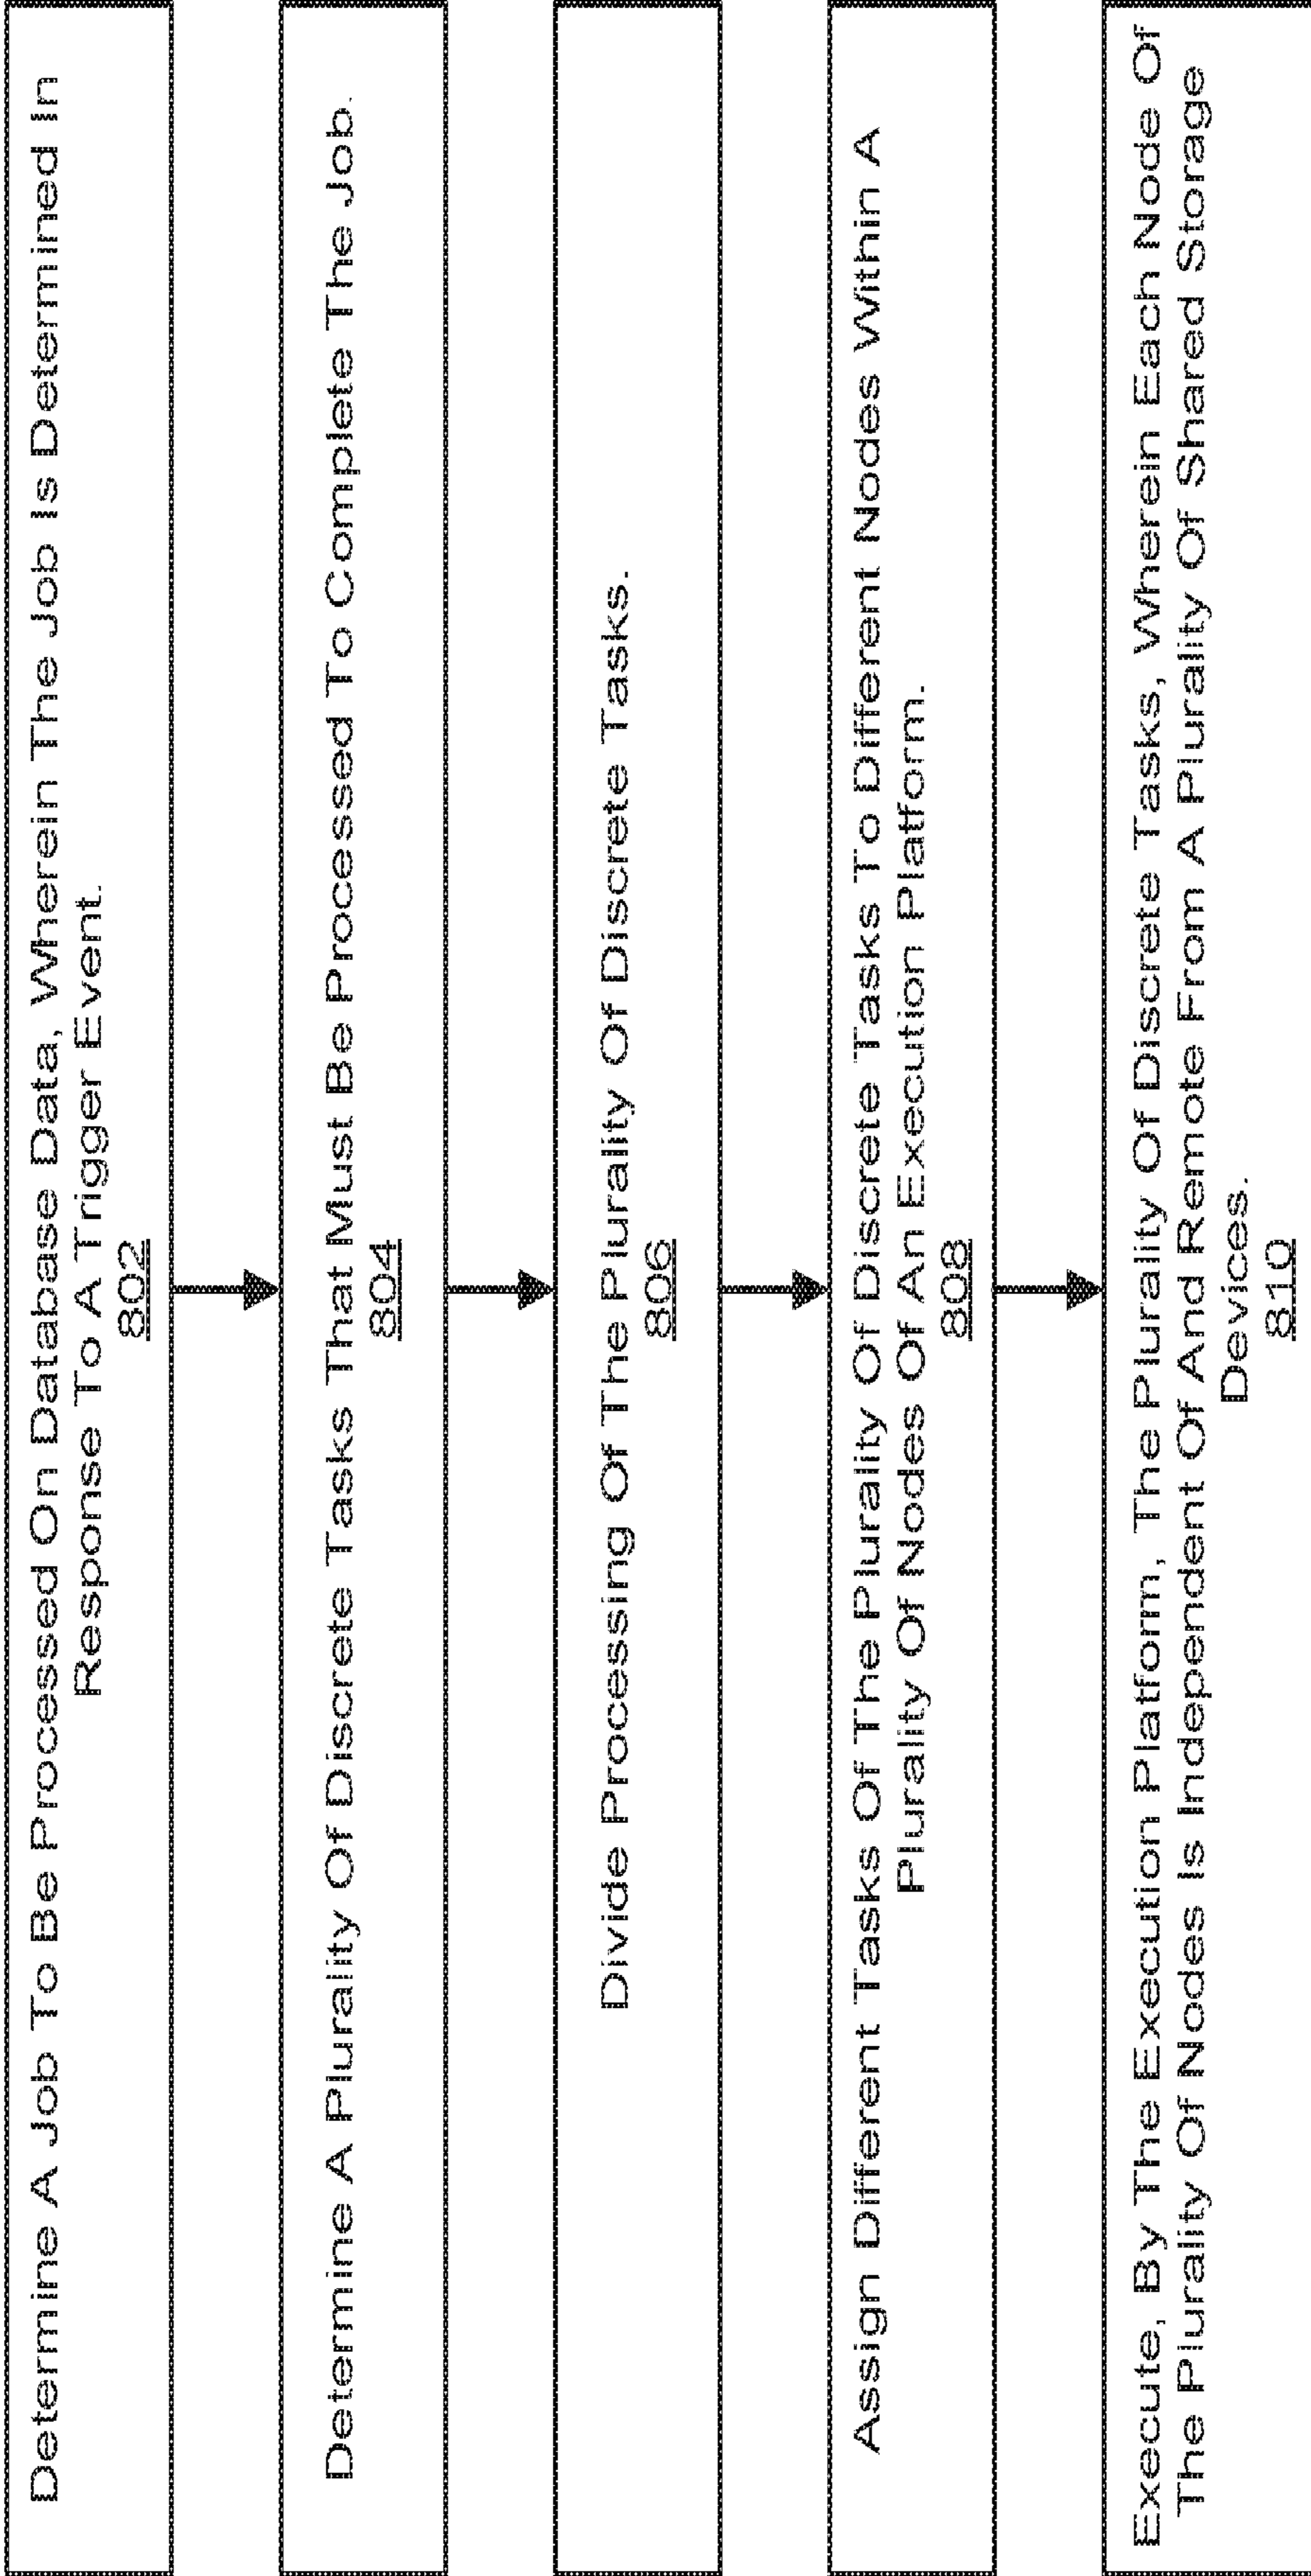 Determine A Job To Be Processed On Database Data, Wherein The Job Is Determined In
Response To A Trigger Event.
802
Determine A Plurality Of Discrete Tasks That Must Be Processed To Complete The Job.
804
Divide Processing Of The Plurality Of Discrete Tasks.
806
Assign Different Tasks Of The Plurality Of Discrete Tasks To Different Nodes Within A
Plurality Of Nodes Of An Execution Platform.
808
Execute, By The Execution Platform, The Plurality Of Discrete Tasks, Wherein Each Node Of
The Plurality Of Nodes Is Independent Of And Remote From A Plurality Of Shared Storage
Devices.
810